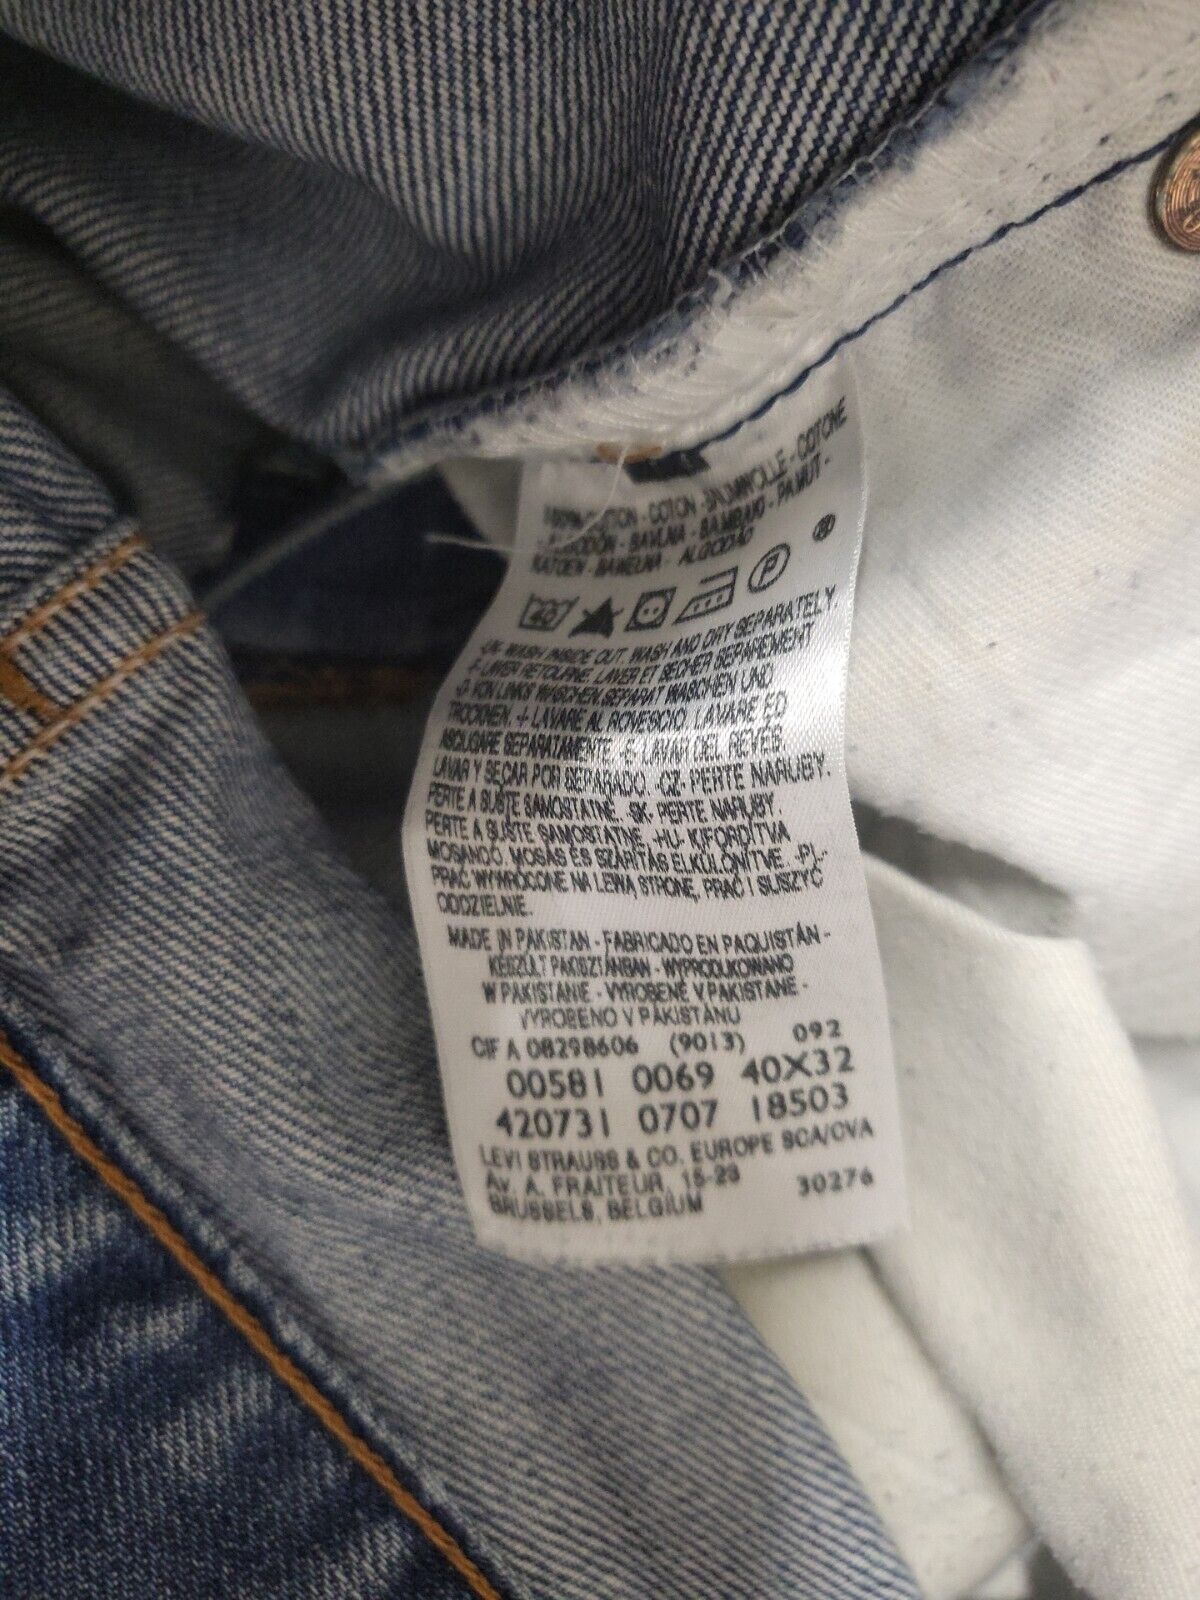 100% COTTON - COTON - BAUMWOLLE - COTONE
ALGODÓN - BAVLNA - BAMBAJO - PAMUT -
KATOEN - BAWEŁNA - ALGODÃO
40 P ®
-UK- WASH INSIDE OUT. WASH AND DRY SEPARATELY.
-F- LAVER RETOURNE. LAVER ET SECHER SEPAREMENT
-D- VON LINKS WASCHEN. SEPARAT WASCHEN UND
TROCKNEN. -I- LAVARE AL ROVESCIO. LAVARE ED
ASCIUGARE SEPARATAMENTE. -E- LAVAR DEL REVES.
LAVAR Y SECAR POR SEPARADO. -CZ- PERTE NARUBY.
PERTE A SUŠTE SAMOSTATNĚ. -SK- PERTE NARUBY.
PERTE A SUŠTE SAMOSTATNE. -HU- KIFORDÍTVA
MOSANDÓ. MOSÁS ÉS SZÁRÍTÁS ELKÜLÖNÍTVE. -PL-
PRAĆ WYWRÓCONE NA LEWĄ STRONĘ, PRAĆ I SUSZYĆ
ODDZIELNIE.
MADE IN PAKISTAN - FABRICADO EN PAQUISTÁN -
KÉSZÜLT PAKISZTÁNBAN - WYPRODUKOWANO
W PAKISTANIE - VYROBENÉ V PAKISTANE -
VYROBENO V PÁKISTÁNU
CIF A 08298606 (9013) 092
00581 0069 40X32
420731 0707 18503
LEVI STRAUSS & CO. EUROPE SCA/CVA
AV. A. FRAITEUR, 15-23 30276
BRUSSELS, BELGIUM